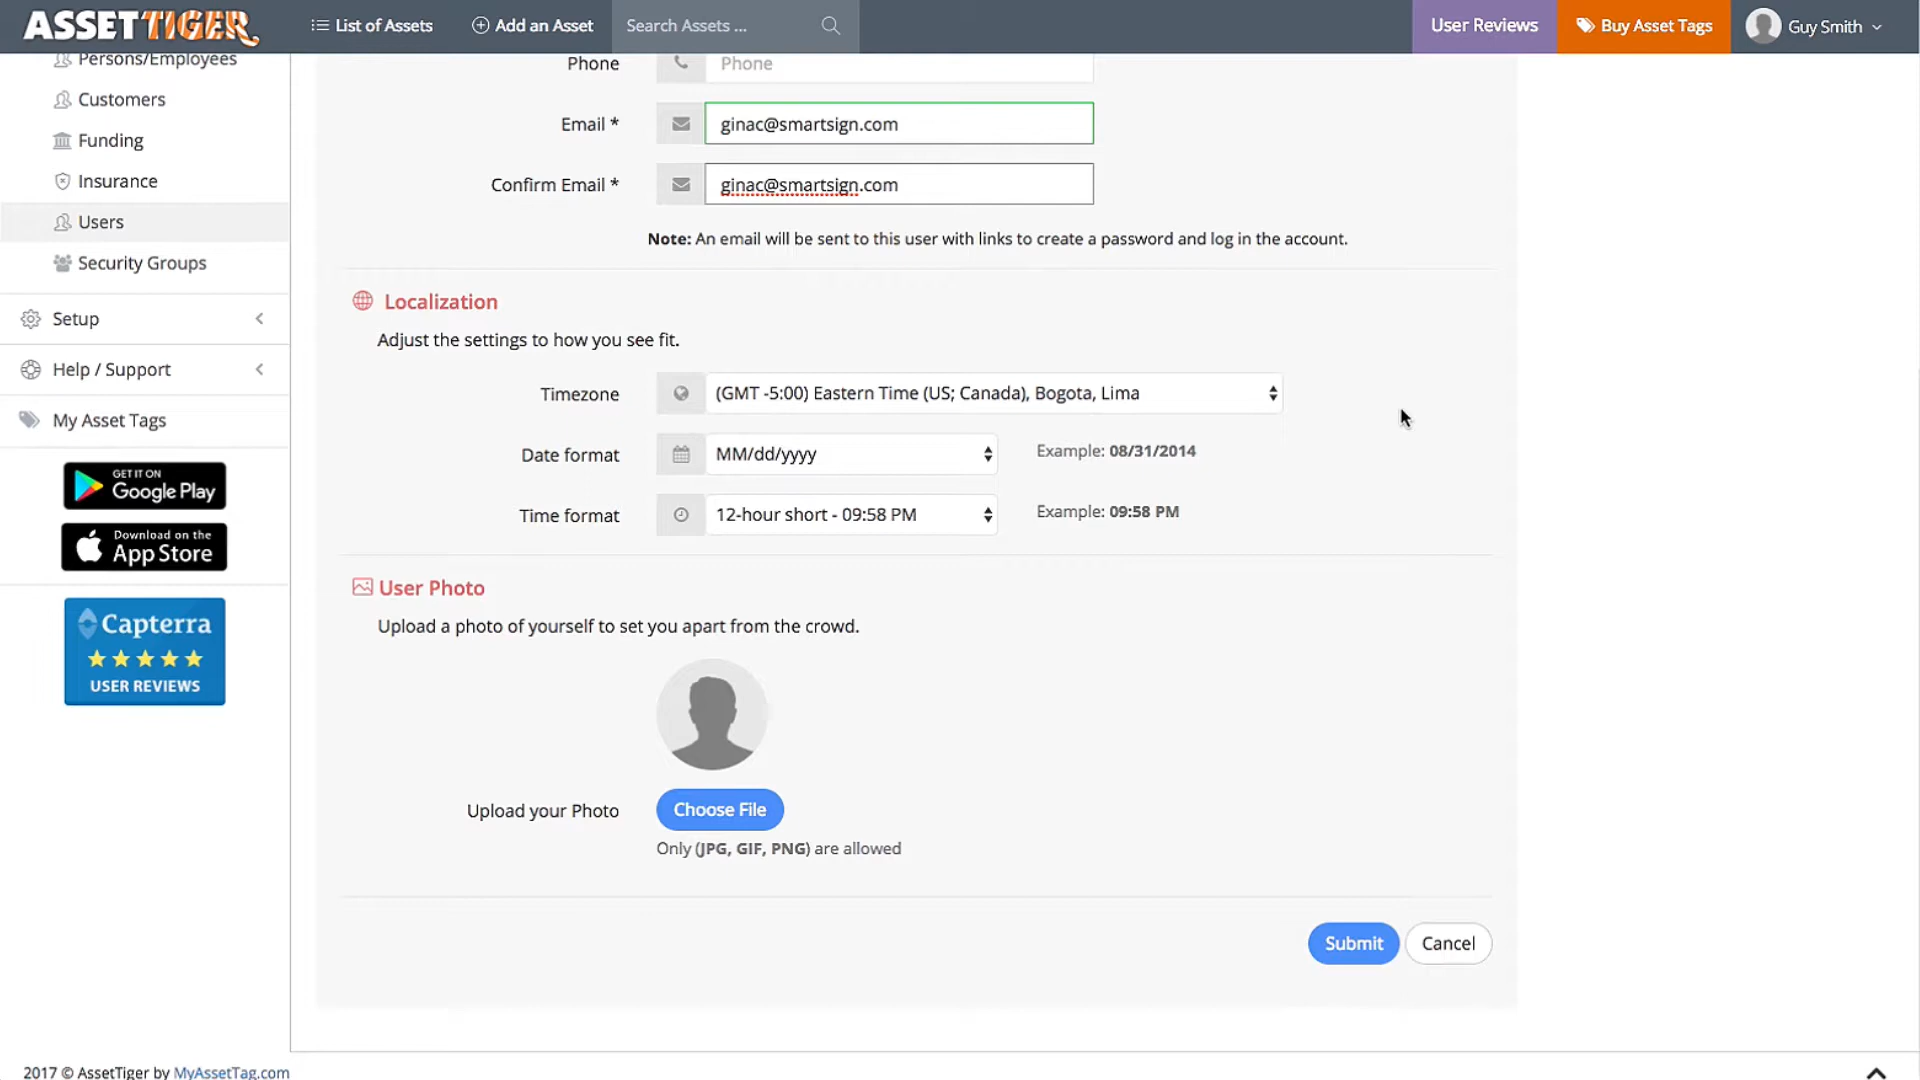 ASSETTIGER
List of Assets
Add an Asset
Search Assets ...
User Reviews
Buy Asset Tags
Guy Smith
Persons/Employees
Customers
Funding
Insurance
Users
Security Groups
Setup
Help / Support
My Asset Tags
GET IT ON
Google Play
Download on the
App Store
Capterra
USER REVIEWS
Phone
Phone
Email *
ginac@smartsign.com
Confirm Email *
ginac@smartsign.com
Note: An email will be sent to this user with links to create a password and log in the account.
Localization
Adjust the settings to how you see fit.
Timezone
(GMT -5:00) Eastern Time (US; Canada), Bogota, Lima
Date format
MM/dd/yyyy
Example: 08/31/2014
Time format
12-hour short - 09:58 PM
Example: 09:58 PM
User Photo
Upload a photo of yourself to set you apart from the crowd.
Upload your Photo
Choose File
Only (JPG, GIF, PNG) are allowed
Submit
Cancel
2017 © AssetTiger by MyAssetTag.com